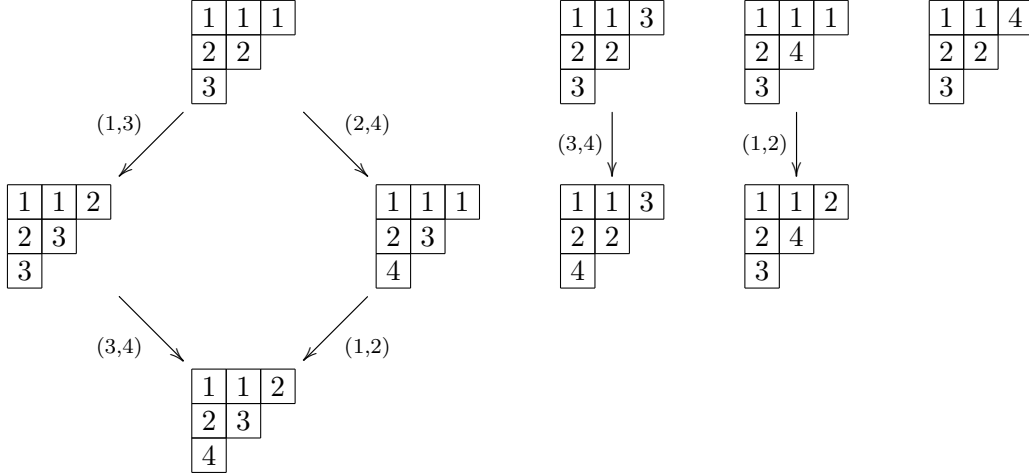 1 1 1 1 1 3 1 1 1 1 1 4
2 2 2 2 2 4 2 2
3 3 3 3
(1,3) (2,4) (3,4) (1,2)
1 1 2 1 1 1 1 1 3 1 1 2
2 3 2 3 2 2 2 4
3 4 4 3
(3,4) (1,2)
1 1 2
2 3
4